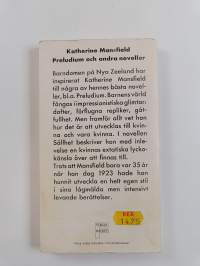 Katherine Mansfield
Preludium och andra noveller
Barndomen på Nya Zeeland har
inspirerat Katherine Mansfield
till några av hennes bästa novel-
ler, bl.a. Preludium. Barnens värld
fångas i impressionistiska glimtar:
dofter, förflugna repliker, gåt-
fullhet. Men framför allt vet hon
hur det är att utvecklas till kvin-
na och vara kvinna. I novellen
Sällhet beskriver hon med inle-
velse en kvinnas extatiska lycko-
känsla över att finnas till.
Trots att Mansfield bara var 35 år
när hon dog 1923 hade hon
hunnit utveckla en helt egen stil
i sina lågmälda men intensivt
levande berättelser.